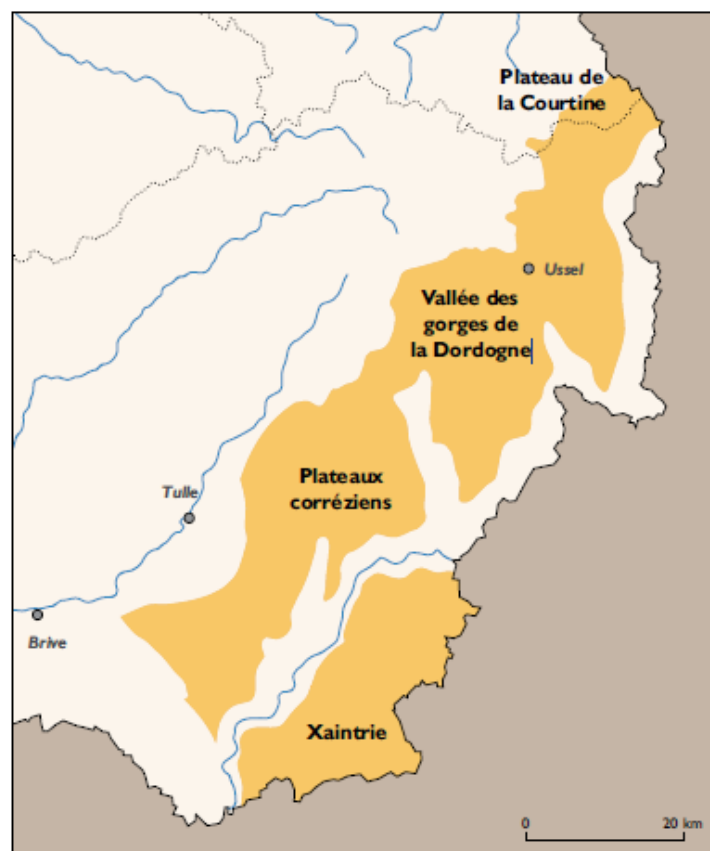 Plateau de
la Courtine
Ussel
Vallée des
gorges de
la Dordogne
Plateaux
corréziens
Tulle
Brive
Xaintrie
0 20 km